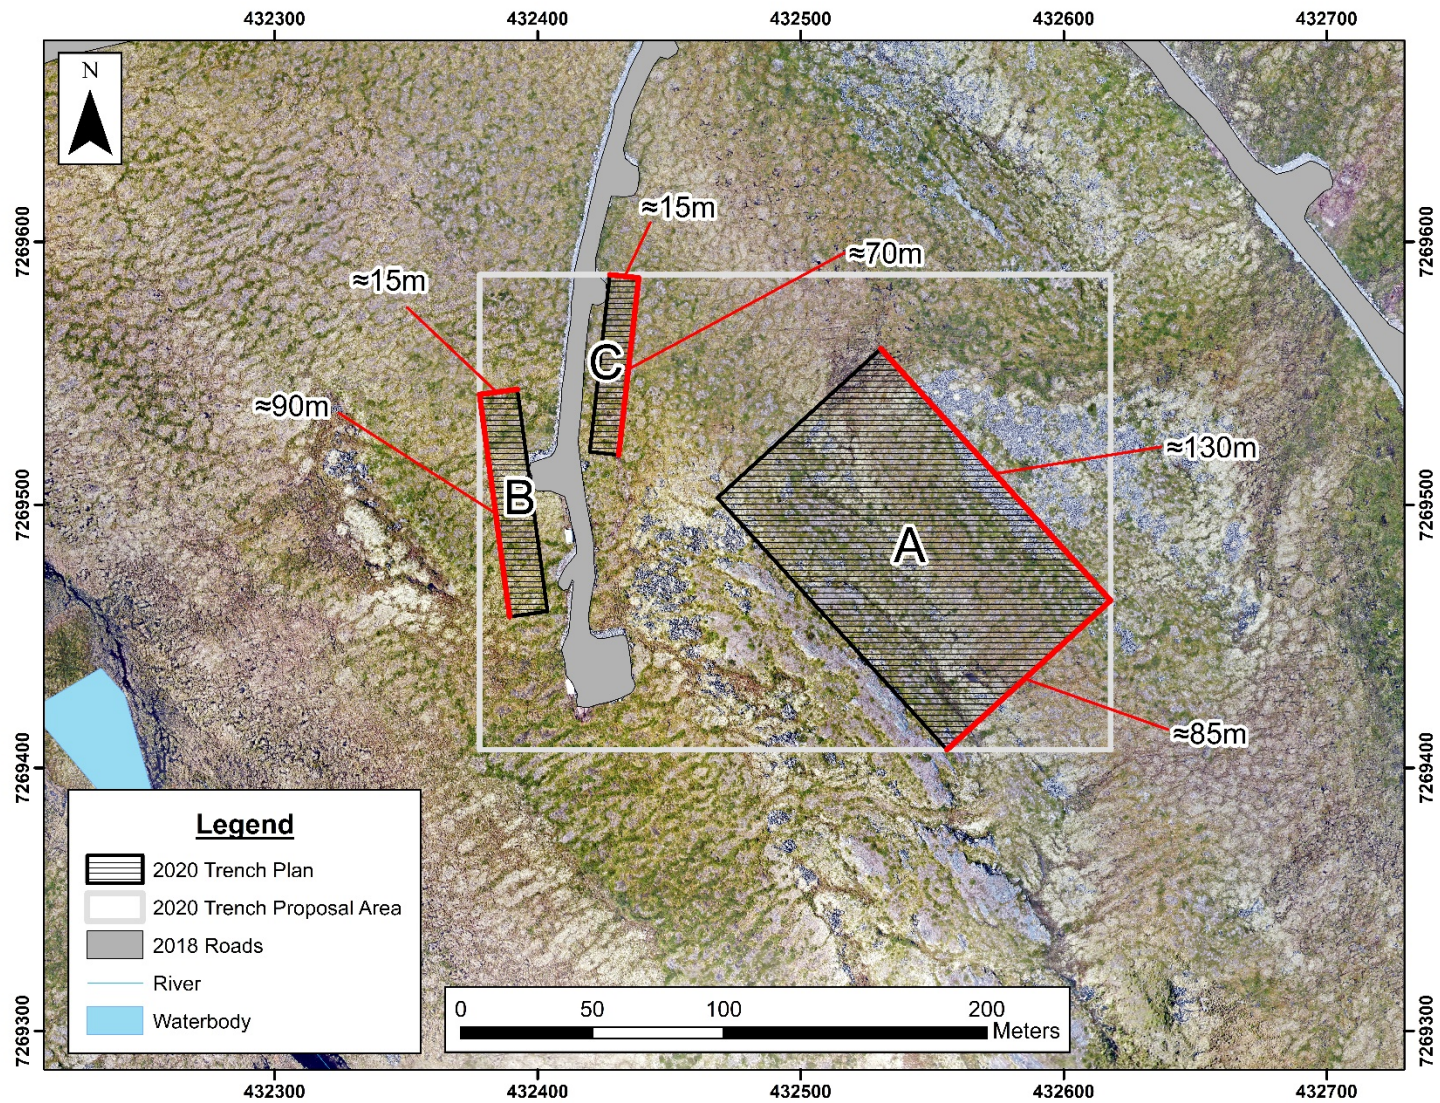 432300 432400 432500 432600 432700
N
7269600 7269600
≈15m
≈70m
≈15m
C
≈90m
≈130m
B
7269500 7269500
A
≈85m
7269400 7269400
Legend
2020 Trench Plan
2020 Trench Proposal Area
2018 Roads
River
Waterbody
0 50 100 200
Meters
7269300 7269300
432300 432400 432500 432600 432700